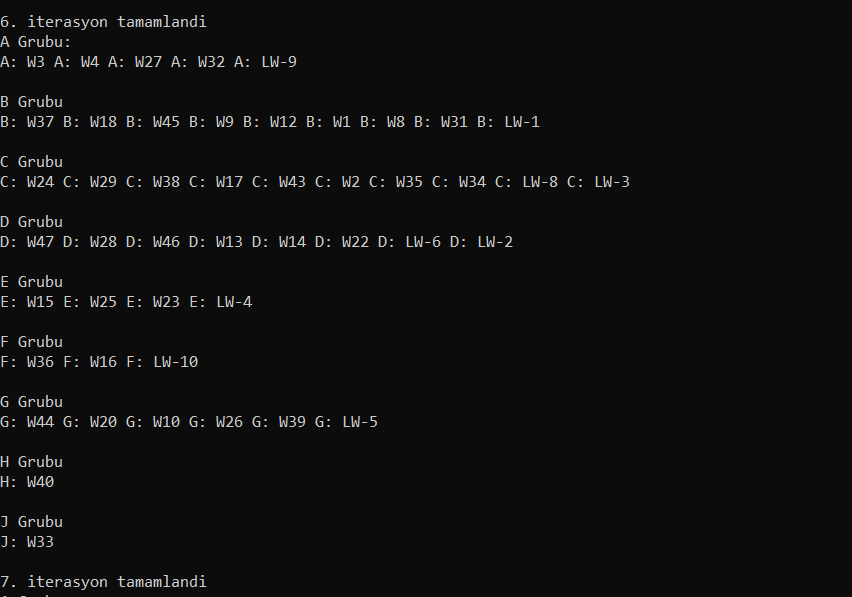 6. iterasyon tamamlandi
A Grubu:
A: W3 A: W4 A: W27 A: W32 A: LW-9
B Grubu
B: W37 B: W18 B: W45 B: W9 B: W12 B: W1 B: W8 B: W31 B: LW-1
C Grubu
C: W24 C: W29 C: W38 C: W17 C: W43 C: W2 C: W35 C: W34 C: LW-8 C: LW-3
D Grubu
D: W47 D: W28 D: W46 D: W13 D: W14 D: W22 D: LW-6 D: LW-2
E Grubu
E: W15 E: W25 E: W23 E: LW-4
F Grubu
F: W36 F: W16 F: LW-10
G Grubu
G: W44 G: W20 G: W10 G: W26 G: W39 G: LW-5
H Grubu
H: W40
J Grubu
J: W33
7. iterasyon tamamlandi